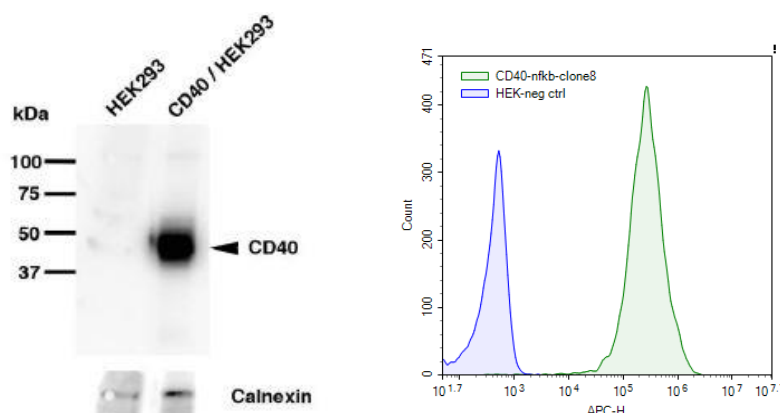 HEK293
CD40 / HEK293
kDa
100
75
50
37
CD40
Calnexin
471
400
300
200
100
0
Count
CD40-nfkb-clone8
HEK-neg ctrl
10^1.7
10^3
10^4
10^5
10^6
10^7
APC-H